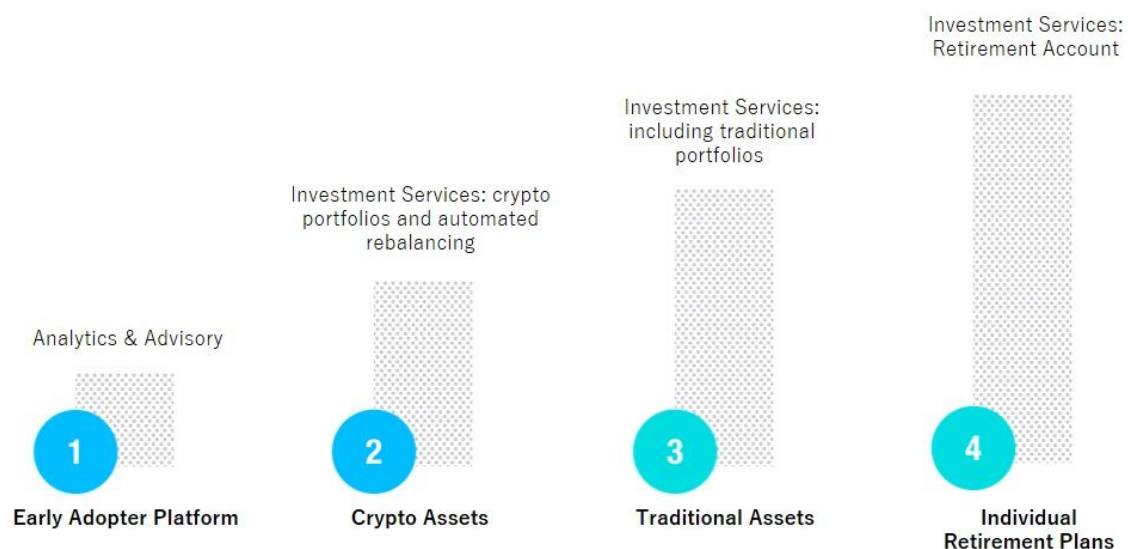 Investment Services:
Retirement Account
Investment Services:
including traditional
portfolios
Investment Services: crypto
portfolios and automated
rebalancing
Analytics & Advisory
1
2
3
4
Early Adopter Platform
Crypto Assets
Traditional Assets
Individual
Retirement Plans